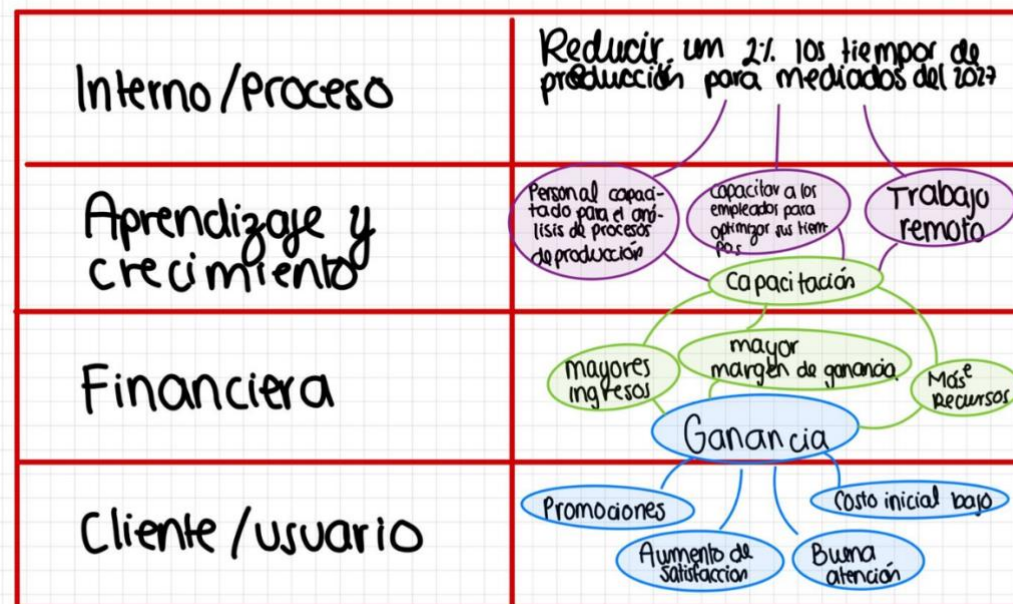 Interno/proceso
Reducir um 2% los tiempor de
producción para mediados del 2027
Aprendizaje y
crecimiento
Personal capaci-
tado para el aná-
lisis de procesos
de producción
capacitar a los
empleados para
optimizar sus tiem-
pos
Trabajo
remoto
Capacitación
Financiera
mayores
ingresos
mayor
margen de ganancia
Más
Recursos
Ganancia
Cliente/usuario
Promociones
Costo inicial bajo
Aumento de
satisfaccion
Buena
atención